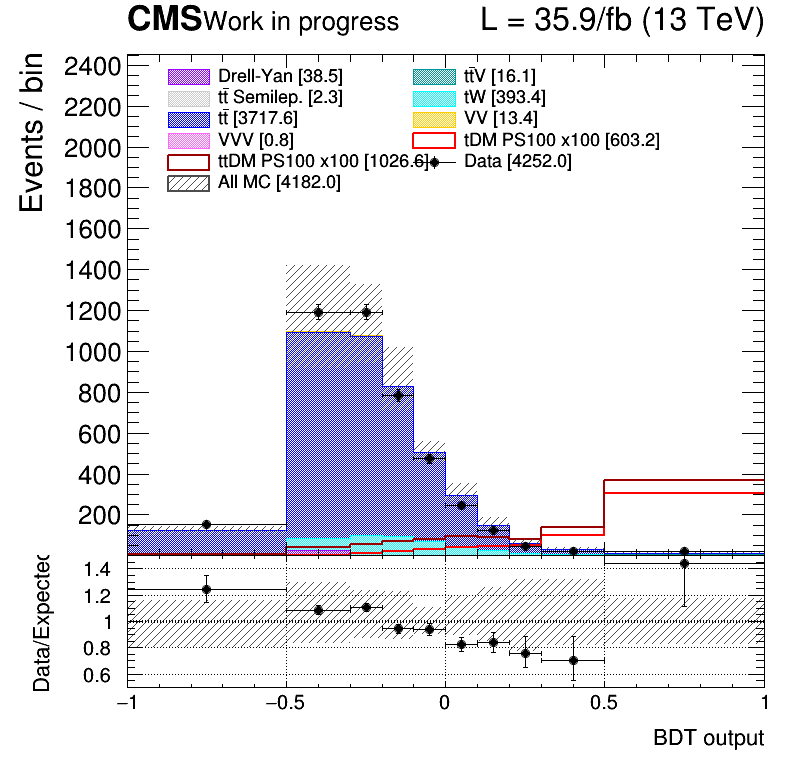 CMS Work in progress L = 35.9/fb (13 TeV)
Events / bin
2400
2200
2000
1800
1600
1400
1200
1000
800
600
400
200
Drell-Yan [38.5] tt̄V [16.1]
tt̄ Semilep. [2.3] tW [393.4]
tt̄ [3717.6] VV [13.4]
VVV [0.8] tDM PS100 x100 [603.2]
ttDM PS100 x100 [1026.6] Data [4252.0]
All MC [4182.0]
Data/Expected
1.4
1.2
1
0.8
0.6
−1 −0.5 0 0.5 1
BDT output